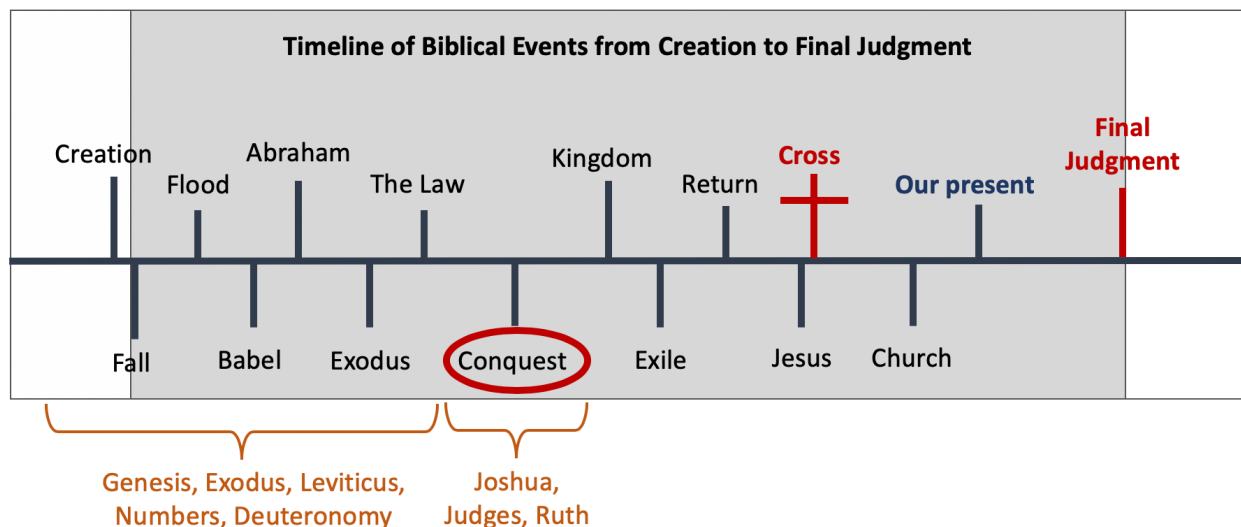 Timeline of Biblical Events from Creation to Final Judgment
Creation
Flood
Abraham
The Law
Kingdom
Return
Cross
Our present
Final
Judgment
Fall
Babel
Exodus
Conquest
Exile
Jesus
Church
Genesis, Exodus, Leviticus,
Numbers, Deuteronomy
Joshua,
Judges, Ruth